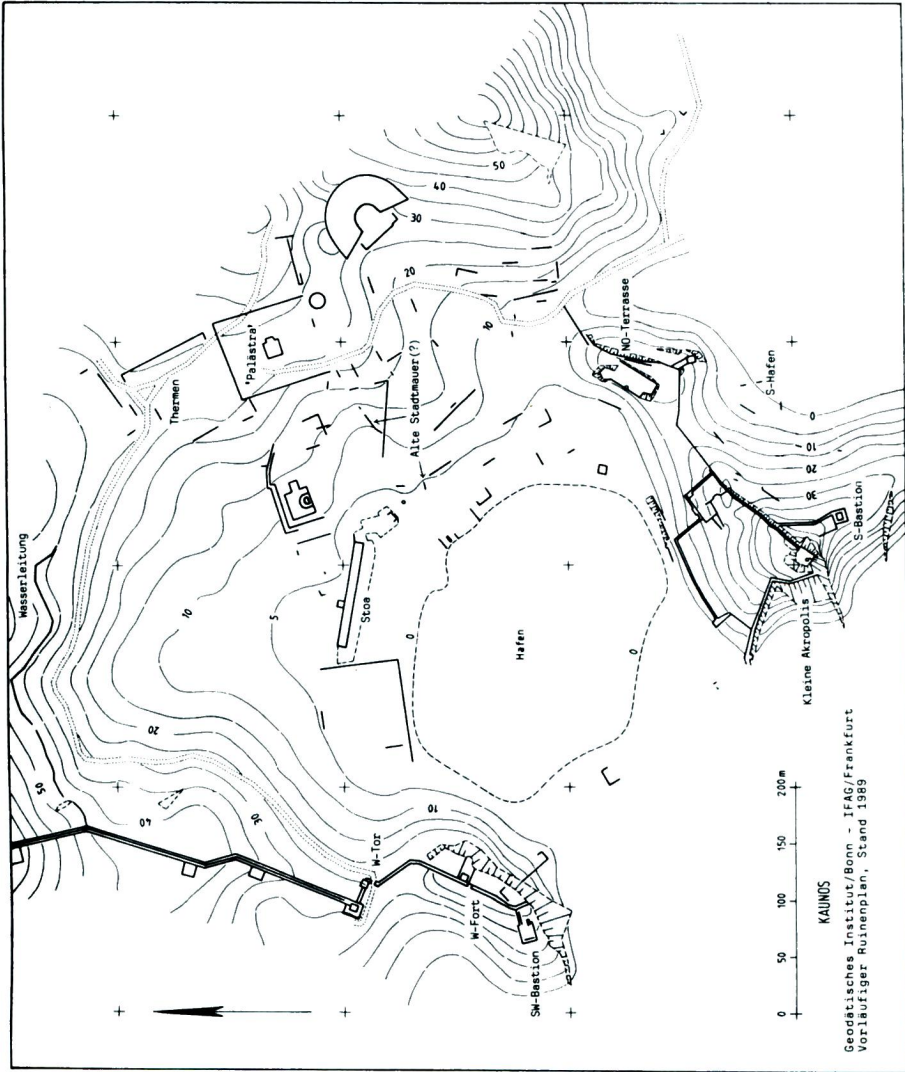 Wasserleitung
50
50
40
30
'Palästra'
Thermen
20
40
30
20
10
Alte Stadtmauer(?)
10
Stoa
5
W-Tor
10
0
NO-Terrasse
Hafen
0
W-Fort
SW-Bastion
S-Hafen
0
10
20
30
S-Bastion
Kleine Akropolis
0 50 100 150 200m
KAUNOS
Geodätisches Institut/Bonn - IFAG/Frankfurt
Vorläufiger Ruinenplan, Stand 1989